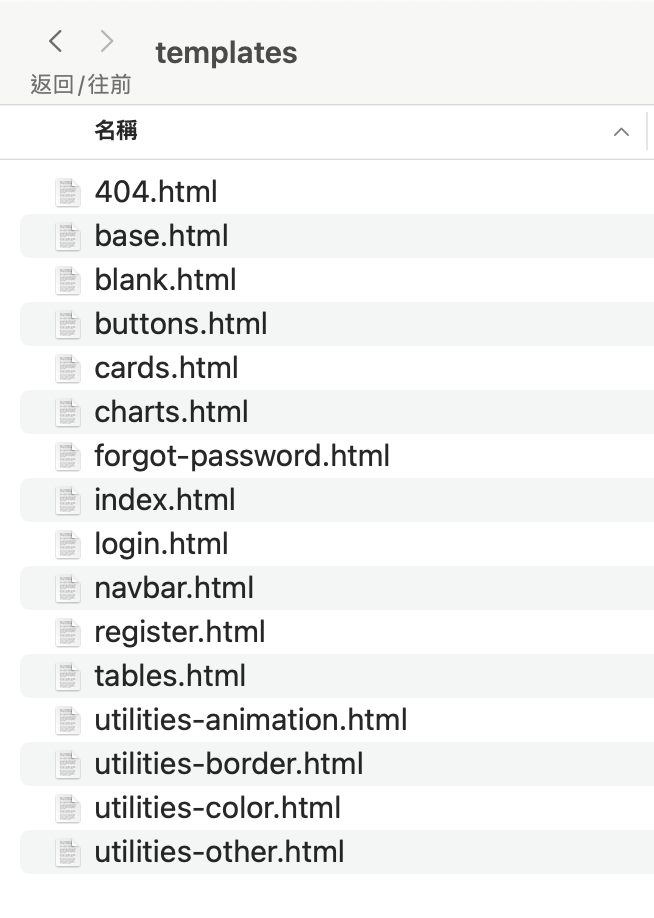 templates
返回/往前
名稱
404.html
base.html
blank.html
buttons.html
cards.html
charts.html
forgot-password.html
index.html
login.html
navbar.html
register.html
tables.html
utilities-animation.html
utilities-border.html
utilities-color.html
utilities-other.html